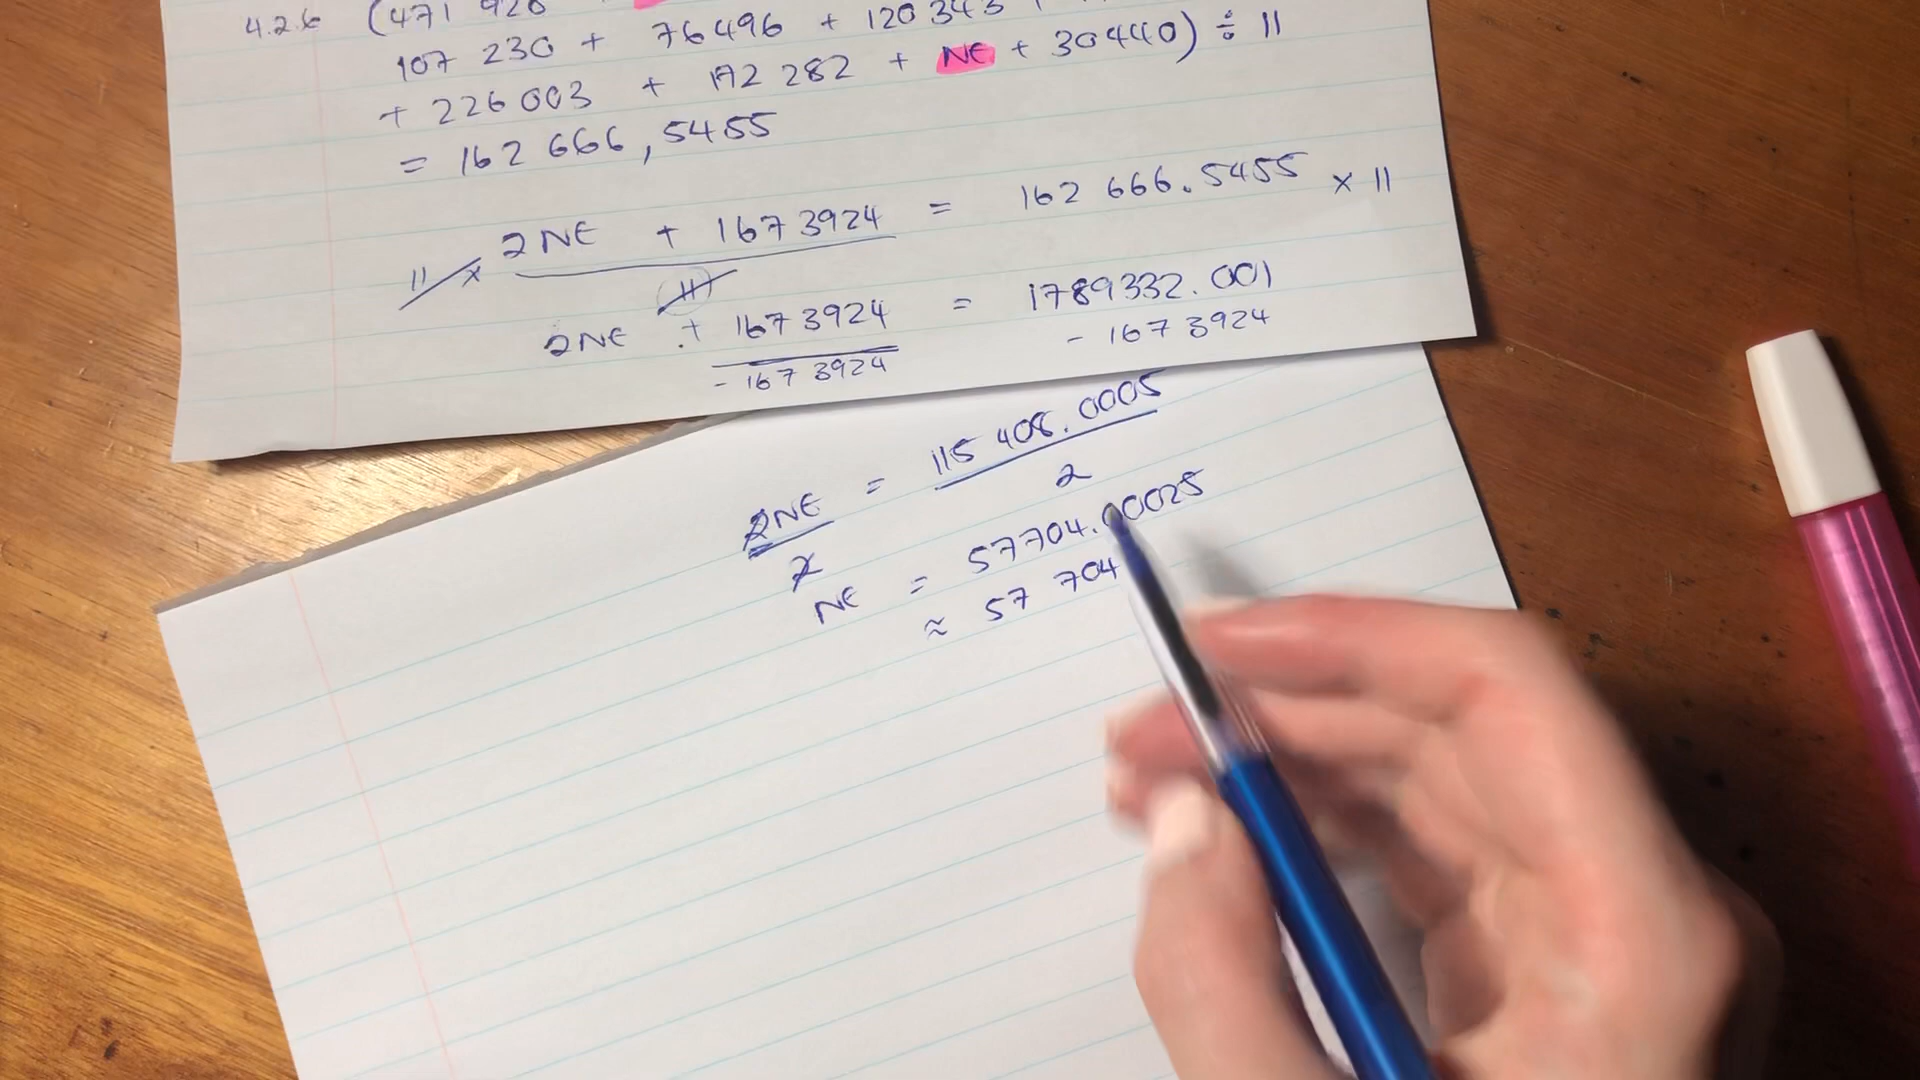 4.2.6 (471 920
107 230 + 76496 + 120 343
+ 226 003 + 172 282 + NE + 30440) ÷ 11
= 162 666,5455
11 x 2NE + 1673924 = 162 666.5455 x 11
11
2NE + 1673924 = 1789332.001
- 1673924 - 1673924
2NE = 115 408.0005
2 2
NE = 57704.00025
≈ 57 704